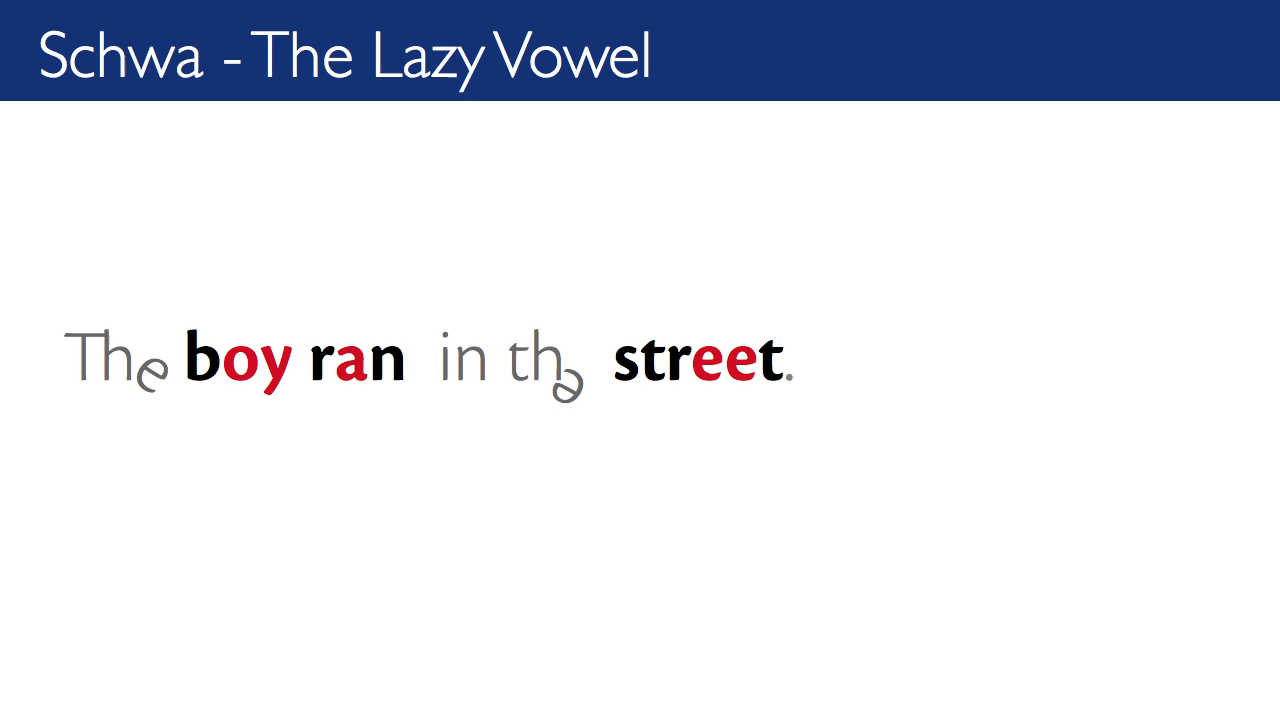 Schwa - The Lazy Vowel
The boy ran in the street.